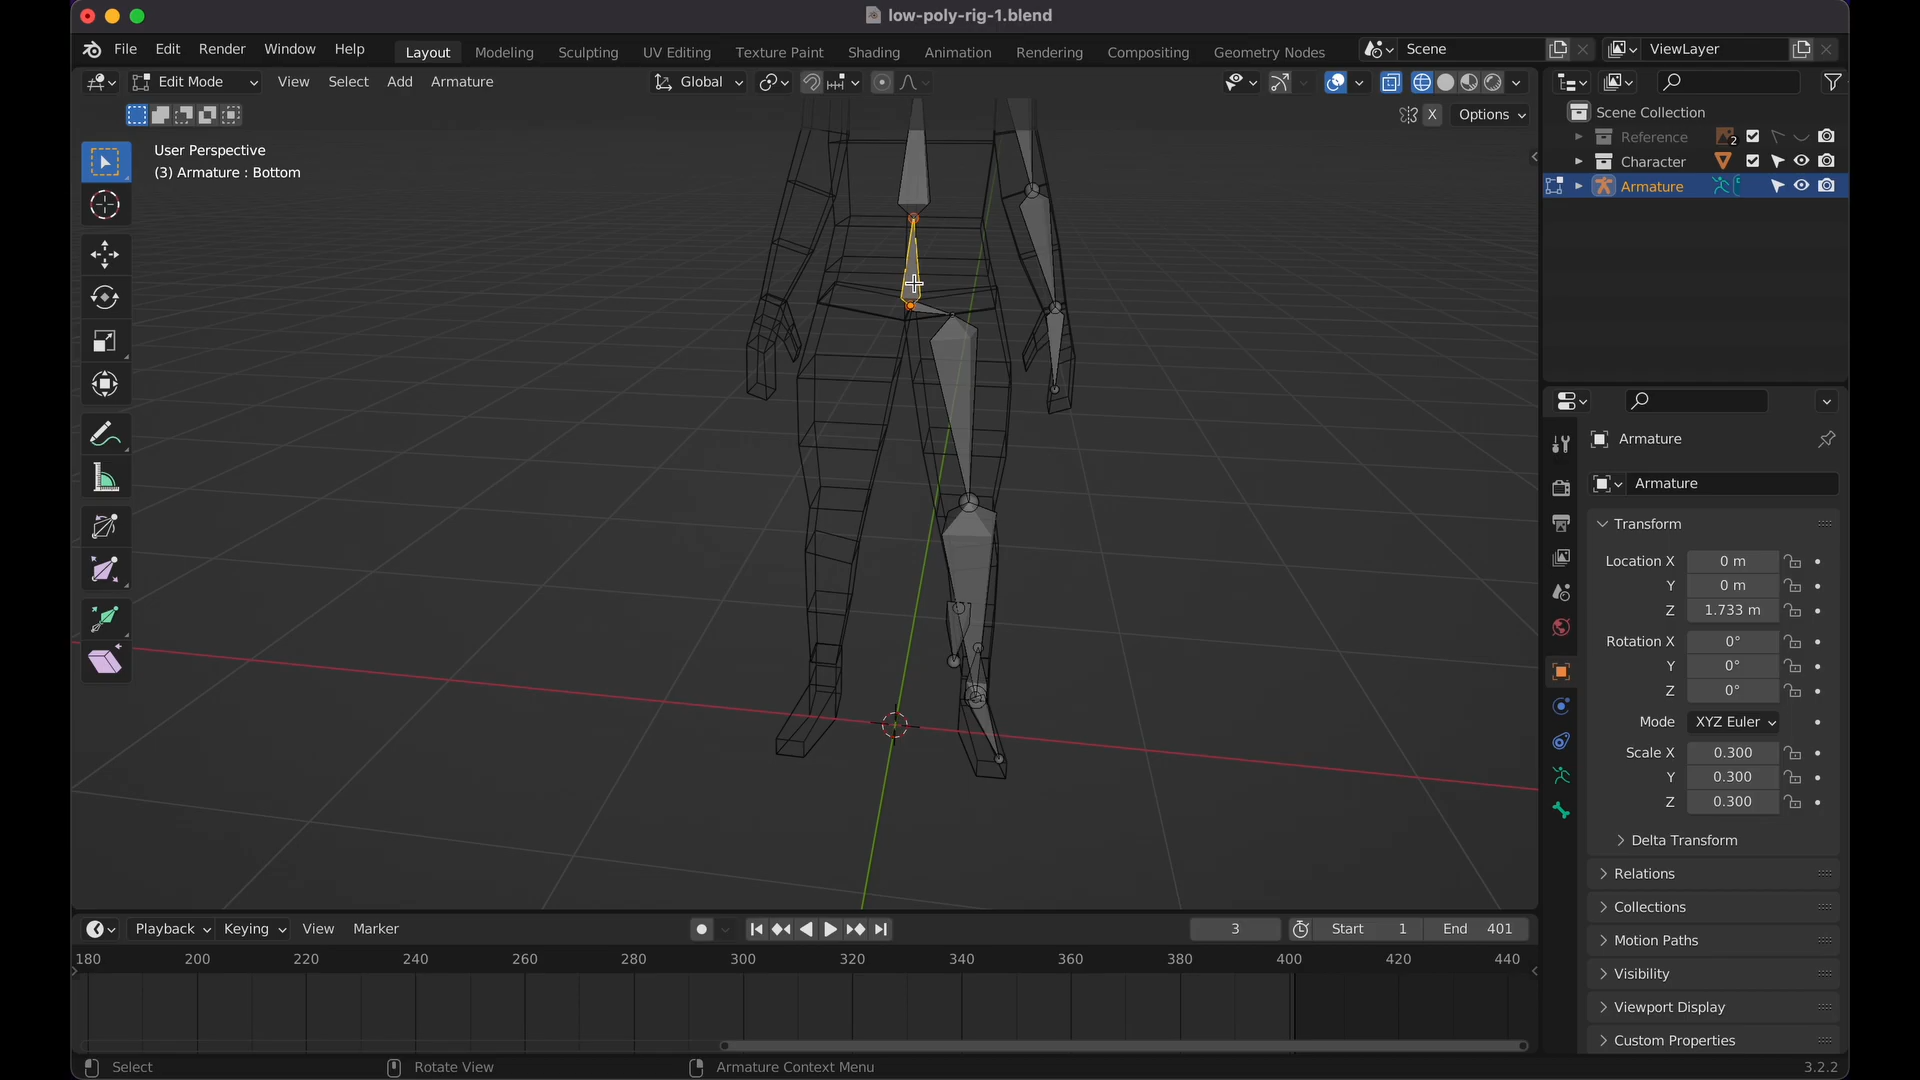 low-poly-rig-1.blend
File Edit Render Window Help Layout Modeling Sculpting UV Editing Texture Paint Shading Animation Rendering Compositing Geometry Nodes Scene ViewLayer
Edit Mode View Select Add Armature Global
X Options
User Perspective
(3) Armature : Bottom
Scene Collection
Reference 2
Character
Armature
Armature
Armature
Transform
Location X 0 m
Y 0 m
Z 1.733 m
Rotation X 0°
Y 0°
Z 0°
Mode XYZ Euler
Scale X 0.300
Y 0.300
Z 0.300
Delta Transform
Relations
Collections
Motion Paths
Visibility
Viewport Display
Custom Properties
Playback Keying View Marker 3 Start 1 End 401
180 200 220 240 260 280 300 320 340 360 380 400 420 440
Select Rotate View Armature Context Menu 3.2.2